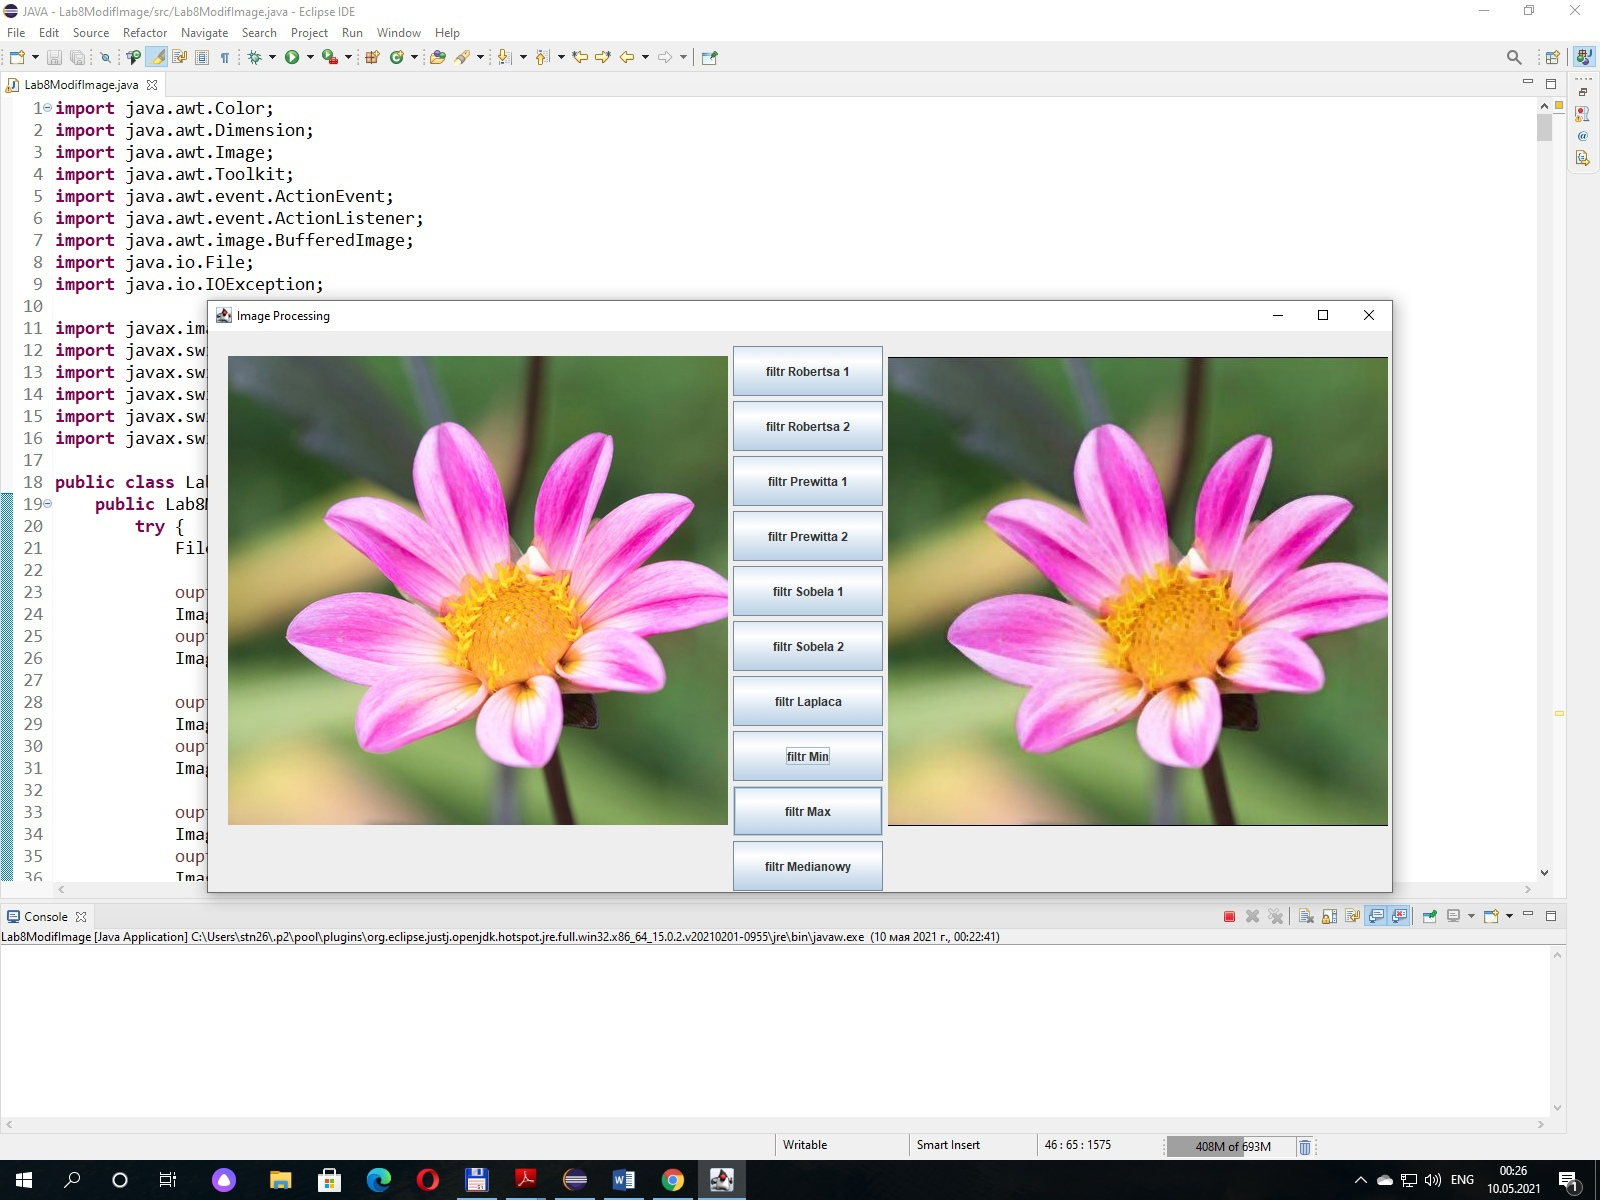 JAVA - Lab8ModifImage/src/Lab8ModifImage.java - Eclipse IDE
File Edit Source Refactor Navigate Search Project Run Window Help
Lab8ModifImage.java
1 import java.awt.Color;
2 import java.awt.Dimension;
3 import java.awt.Image;
4 import java.awt.Toolkit;
5 import java.awt.event.ActionEvent;
6 import java.awt.event.ActionListener;
7 import java.awt.image.BufferedImage;
8 import java.io.File;
9 import java.io.IOException;
10
11 import javax.ima
12 import javax.sw
13 import javax.sw
14 import javax.sw
15 import javax.sw
16 import javax.sw
17
18 public class La
19 public Lab8
20 try {
21 File
22
23 oup
24 Ima
25 oup
26 Ima
27
28 oup
29 Ima
30 oup
31 Ima
32
33 oup
34 Ima
35 oup
36 Ima
Image Processing
filtr Robertsa 1
filtr Robertsa 2
filtr Prewitta 1
filtr Prewitta 2
filtr Sobela 1
filtr Sobela 2
filtr Laplaca
filtr Min
filtr Max
filtr Medianowy
Console
Lab8ModifImage [Java Application] C:\Users\stn26\.p2\pool\plugins\org.eclipse.justj.openjdk.hotspot.jre.full.win32.x86_64_15.0.2.v20210201-0955\jre\bin\javaw.exe (10 мая 2021 г., 00:22:41)
Writable Smart Insert 46 : 65 : 1575 408M of 693M
ENG
00:26
10.05.2021
1